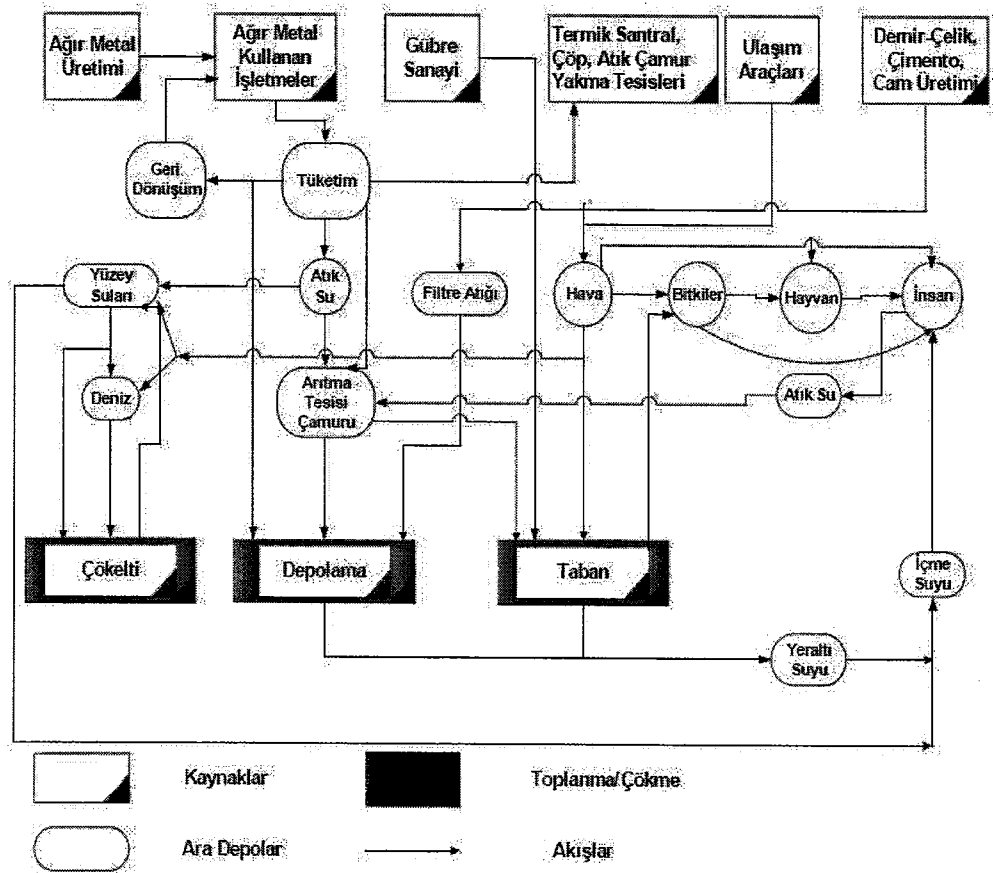 Ağır Metal
Üretimi
Ağır Metal
Kullanan
İşletmeler
Gübre
Sanayi
Termik Santral,
Çöp, Atık Çamur
Yakma Tesisleri
Ulaşım
Araçları
Demir-Çelik,
Çimento,
Cam Üretimi
Geri
Dönüşüm
Tüketim
Yüzey
Suları
Atık
Su
Filtre Atığı
Hava
Bitkiler
Hayvan
İnsan
Deniz
Arıtma
Tesisi
Çamuru
Atık Su
Çökelti
Depolama
Taban
İçme
Suyu
Yeraltı
Suyu
Kaynaklar
Toplanma/Çökme
Ara Depolar
Akışlar